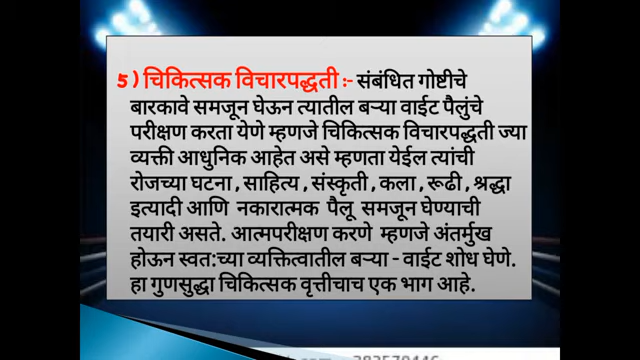 5 ) चिकित्सक विचारपद्धती :- संबंधित गोष्टीचे
बारकावे समजून घेऊन त्यातील बऱ्या वाईट पैलुंचे
परीक्षण करता येणे म्हणजे चिकित्सक विचारपद्धती ज्या
व्यक्ती आधुनिक आहेत असे म्हणता येईल त्यांची
रोजच्या घटना , साहित्य , संस्कृती , कला , रूढी , श्रद्धा
इत्यादी आणि नकारात्मक पैलू समजून घेण्याची
तयारी असते. आत्मपरीक्षण करणे म्हणजे अंतर्मुख
होऊन स्वत:च्या व्यक्तित्वातील बऱ्या - वाईट शोध घेणे.
हा गुणसुद्धा चिकित्सक वृत्तीचाच एक भाग आहे.